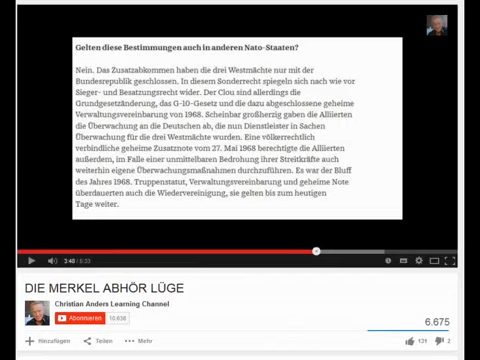 Gelten diese Bestimmungen auch in anderen Nato-Staaten?
Nein. Das Zusatzabkommen haben die drei Westmächte nur mit der
Bundesrepublik geschlossen. In diesem Sonderrecht spiegeln sich nach wie vor
Sieger- und Besatzungsrecht wider. Der Clou sind allerdings die
Grundgesetzänderung, das G-10-Gesetz und die dazu abgeschlossene geheime
Verwaltungsvereinbarung von 1968. Scheinbar großherzig gaben die Alliierten
die Überwachung an die Deutschen ab, die nun Dienstleister in Sachen
Überwachung für die drei Westmächte wurden. Eine völkerrechtlich
verbindliche geheime Zusatznote vom 27. Mai 1968 berechtigte die Alliierten
außerdem, im Falle einer unmittelbaren Bedrohung ihrer Streitkräfte auch
weiterhin eigene Überwachungsmaßnahmen durchzuführen. Es war der Bluff
des Jahres 1968. Truppenstatut, Verwaltungsvereinbarung und geheime Note
überdauerten auch die Wiedervereinigung, sie gelten bis zum heutigen
Tage weiter.
3:48 / 5:33
DIE MERKEL ABHÖR LÜGE
Christian Anders Learning Channel
Abonnieren 10.638
6.675
Hinzufügen Teilen Mehr 131 2